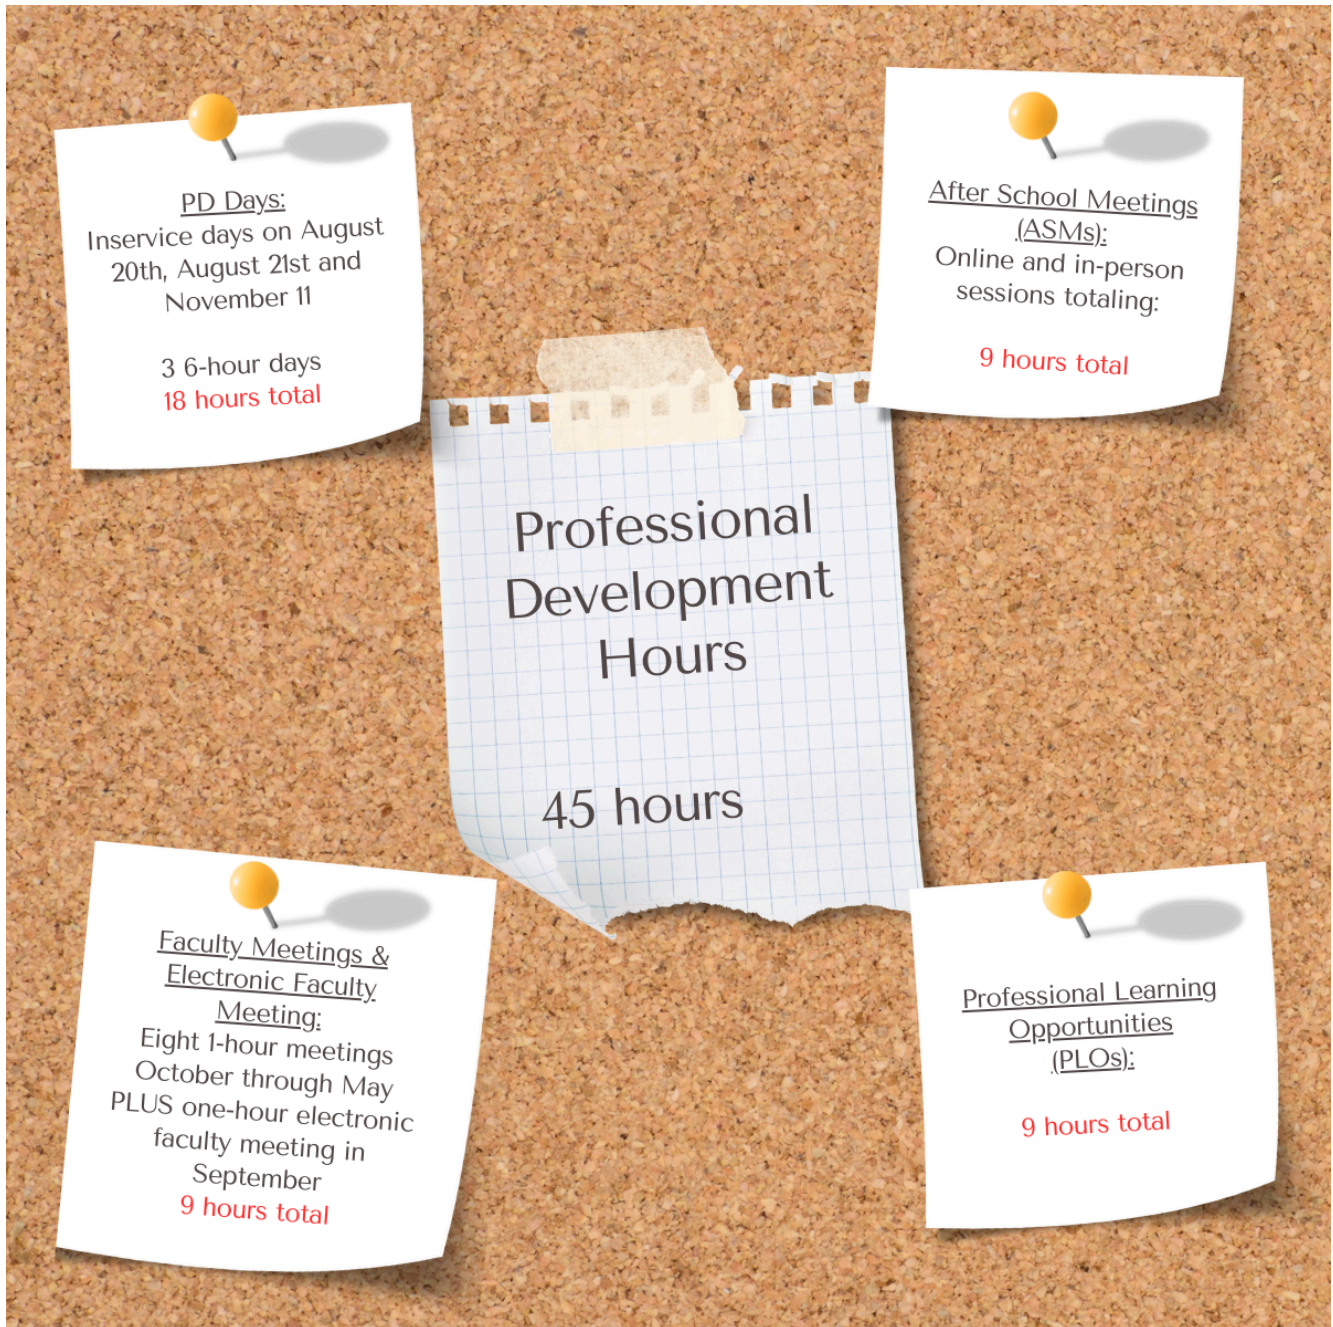 PD Days:
Inservice days on August
20th, August 21st and
November 11
3 6-hour days
18 hours total
After School Meetings
(ASMs):
Online and in-person
sessions totaling:
9 hours total
Professional
Development
Hours
45 hours
Faculty Meetings &
Electronic Faculty
Meeting:
Eight 1-hour meetings
October through May
PLUS one-hour electronic
faculty meeting in
September
9 hours total
Professional Learning
Opportunities
(PLOs):
9 hours total